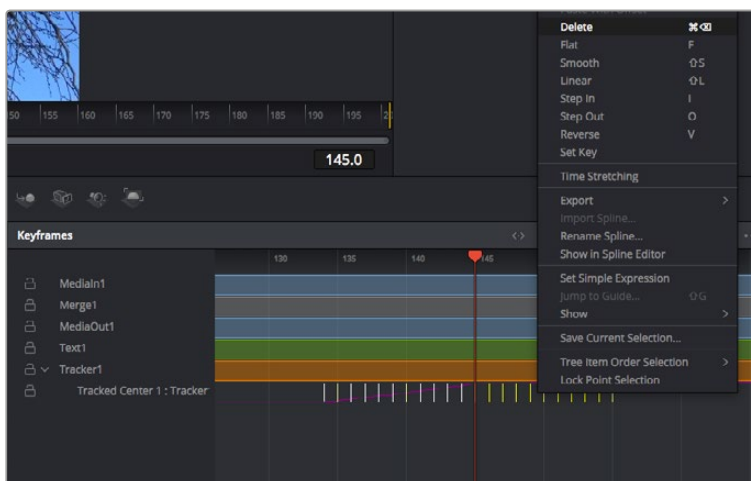 Delete ⌘⌫
Flat F
Smooth ⇧S
Linear ⇧L
Step In I
Step Out O
Reverse V
Set Key
Time Stretching
Export >
Import Spline...
Rename Spline...
Show in Spline Editor
Set Simple Expression
Jump to Guide... ⇧G
Show >
Save Current Selection...
Tree Item Order Selection >
Lock Point Selection
50 155 160 165 170 175 180 185 190 195
145.0
Keyframes
130 135 140 145
MediaIn1
Merge1
MediaOut1
Text1
Tracker1
Tracked Center 1 : Tracker